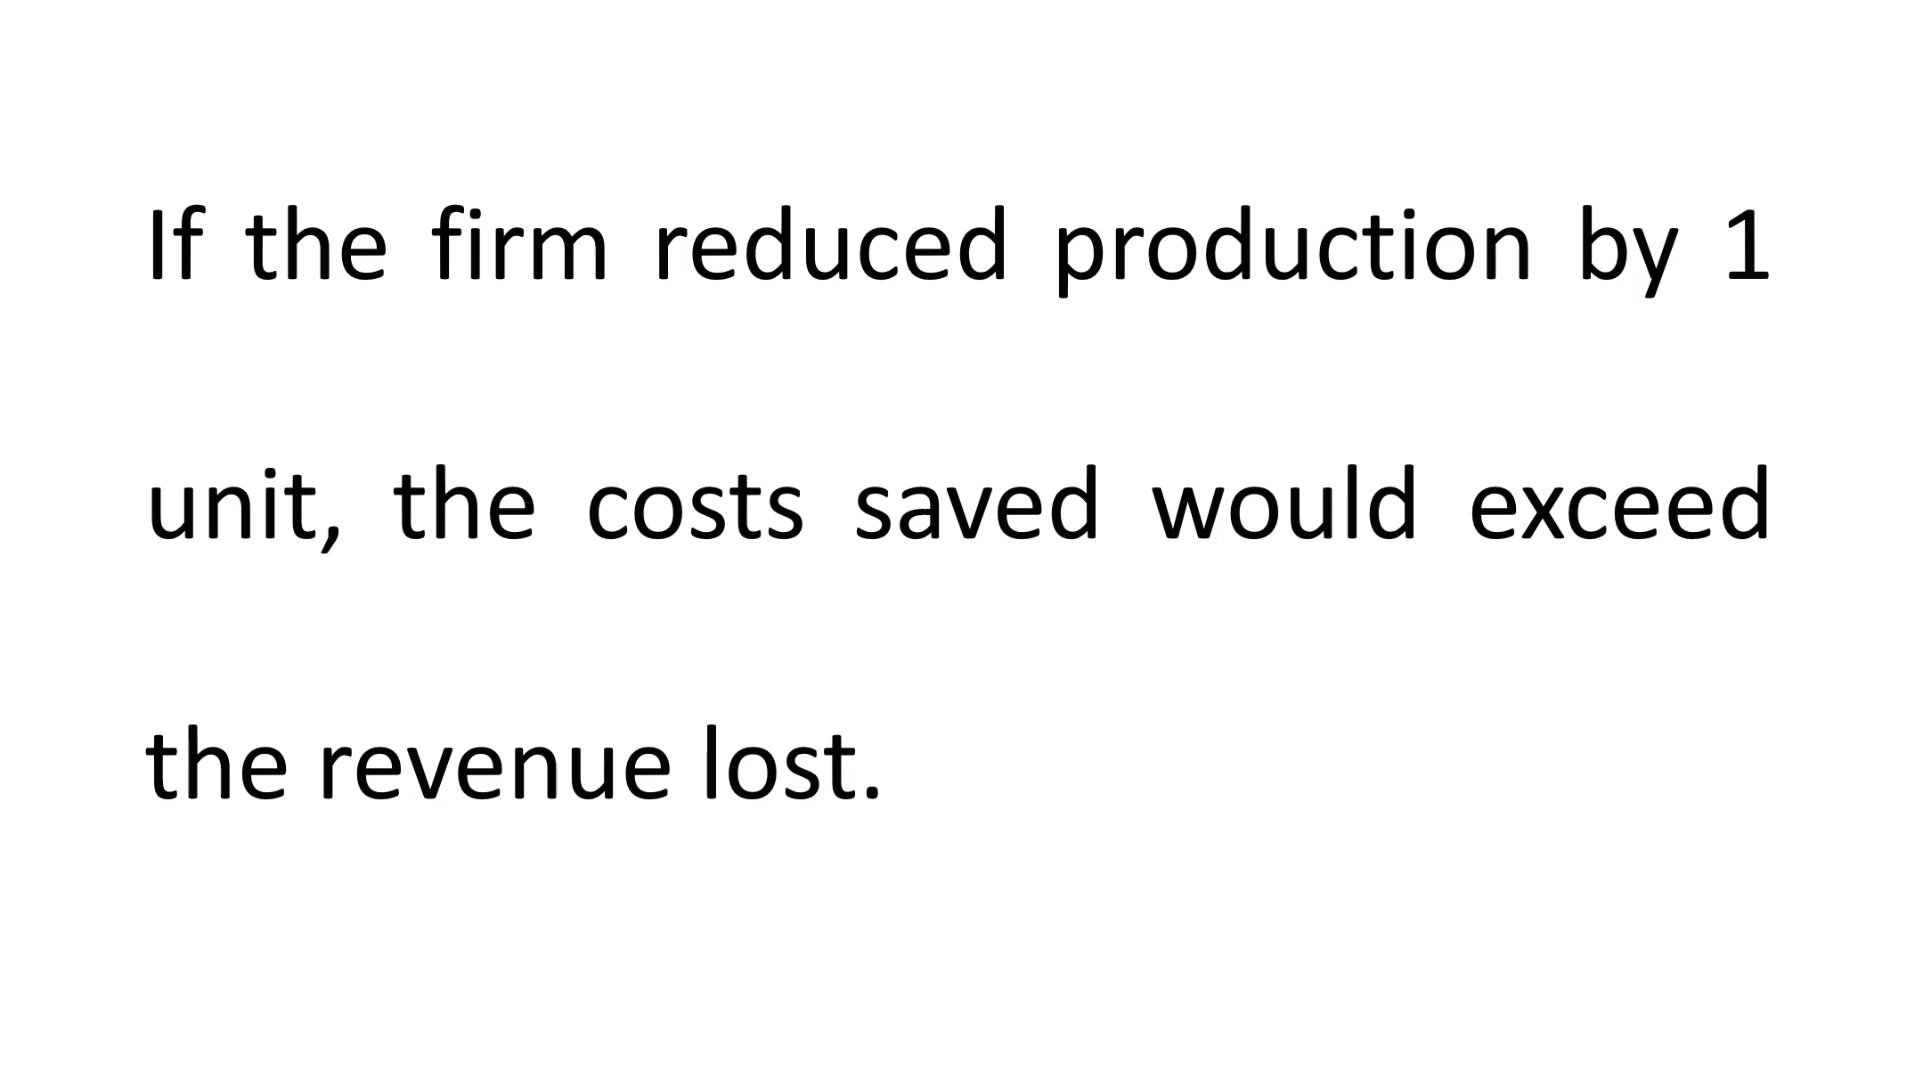 If the firm reduced production by 1
unit, the costs saved would exceed
the revenue lost.